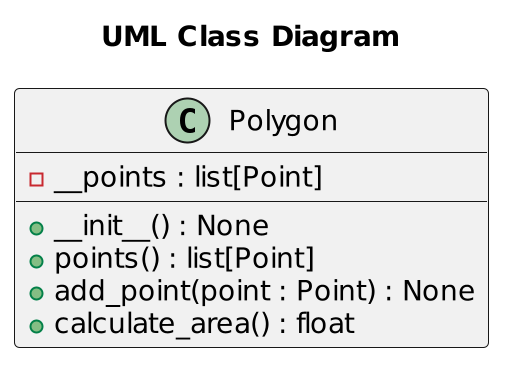 UML Class Diagram
C Polygon
__points : list[Point]
__init__() : None
points() : list[Point]
add_point(point : Point) : None
calculate_area() : float